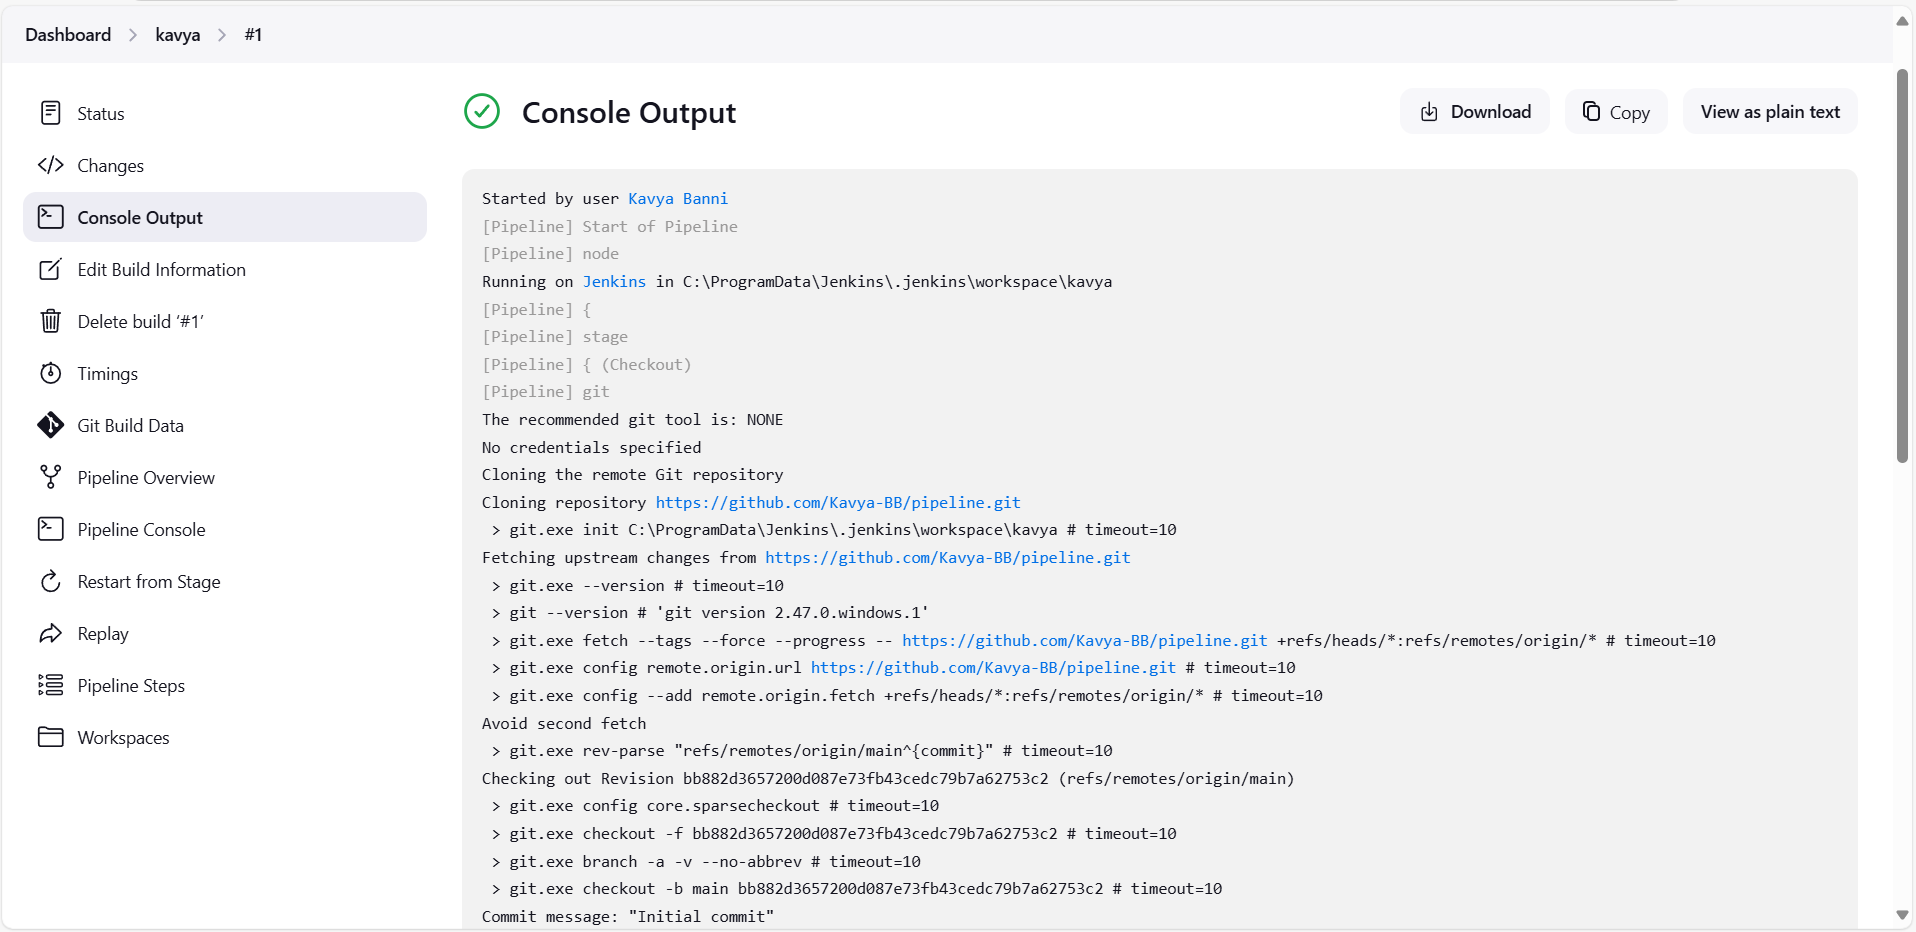 Dashboard > kavya > #1
Status
Changes
Console Output
Edit Build Information
Delete build ‘#1’
Timings
Git Build Data
Pipeline Overview
Pipeline Console
Restart from Stage
Replay
Pipeline Steps
Workspaces
Console Output
Download
Copy
View as plain text
Started by user Kavya Banni
[Pipeline] Start of Pipeline
[Pipeline] node
Running on Jenkins in C:\ProgramData\Jenkins\.jenkins\workspace\kavya
[Pipeline] {
[Pipeline] stage
[Pipeline] { (Checkout)
[Pipeline] git
The recommended git tool is: NONE
No credentials specified
Cloning the remote Git repository
Cloning repository https://github.com/Kavya-BB/pipeline.git
 > git.exe init C:\ProgramData\Jenkins\.jenkins\workspace\kavya # timeout=10
Fetching upstream changes from https://github.com/Kavya-BB/pipeline.git
 > git.exe --version # timeout=10
 > git --version # 'git version 2.47.0.windows.1'
 > git.exe fetch --tags --force --progress -- https://github.com/Kavya-BB/pipeline.git +refs/heads/*:refs/remotes/origin/* # timeout=10
 > git.exe config remote.origin.url https://github.com/Kavya-BB/pipeline.git # timeout=10
 > git.exe config --add remote.origin.fetch +refs/heads/*:refs/remotes/origin/* # timeout=10
Avoid second fetch
 > git.exe rev-parse "refs/remotes/origin/main^{commit}" # timeout=10
Checking out Revision bb882d3657200d087e73fb43cedc79b7a62753c2 (refs/remotes/origin/main)
 > git.exe config core.sparsecheckout # timeout=10
 > git.exe checkout -f bb882d3657200d087e73fb43cedc79b7a62753c2 # timeout=10
 > git.exe branch -a -v --no-abbrev # timeout=10
 > git.exe checkout -b main bb882d3657200d087e73fb43cedc79b7a62753c2 # timeout=10
Commit message: "Initial commit"